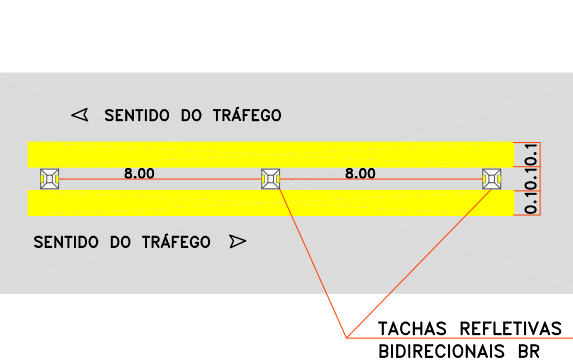 SENTIDO DO TRÁFEGO
8.00
8.00
0.10.10.1
SENTIDO DO TRÁFEGO
TACHAS REFLETIVAS
BIDIRECIONAIS BR